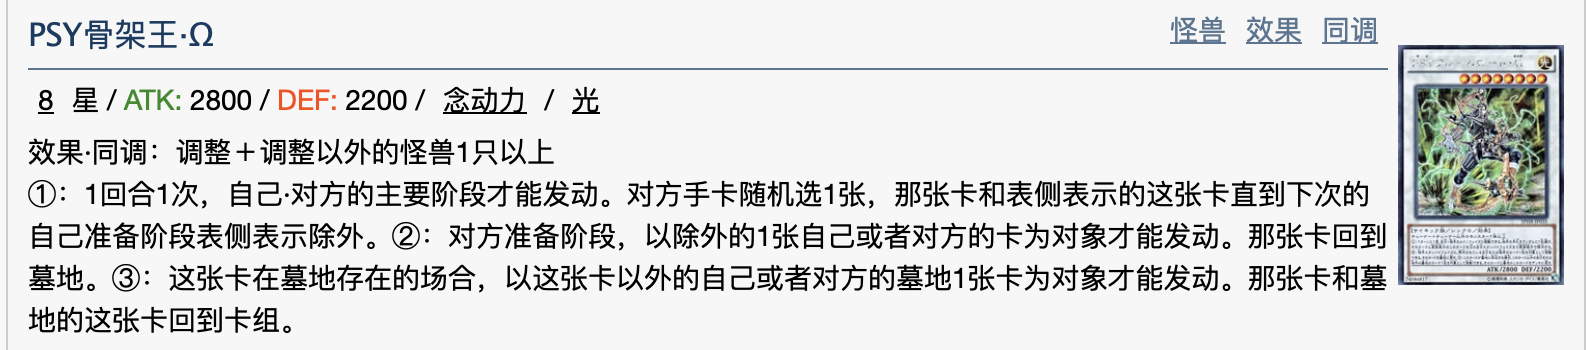 PSY骨架王·Ω
怪兽 效果 同调
8 星 / ATK: 2800 / DEF: 2200 / 念动力 / 光
效果·同调：调整＋调整以外的怪兽1只以上
①：1回合1次，自己·对方的主要阶段才能发动。对方手卡随机选1张，那张卡和表侧表示的这张卡直到下次的
自己准备阶段表侧表示除外。②：对方准备阶段，以除外的1张自己或者对方的卡为对象才能发动。那张卡回到
墓地。③：这张卡在墓地存在的场合，以这张卡以外的自己或者对方的墓地1张卡为对象才能发动。那张卡和墓
地的这张卡回到卡组。
光
ATK/2800 DEF/2200